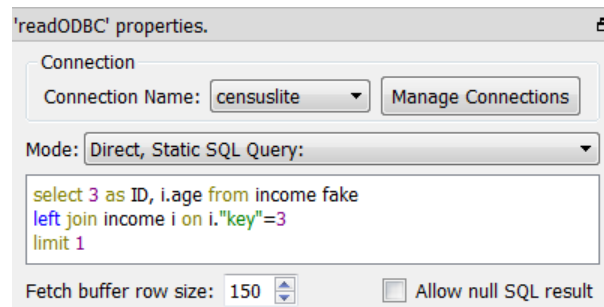 'readODBC' properties.
Connection
Connection Name: censuslite Manage Connections
Mode: Direct, Static SQL Query:
select 3 as ID, i.age from income fake
left join income i on i."key"=3
limit 1
Fetch buffer row size: 150 Allow null SQL result